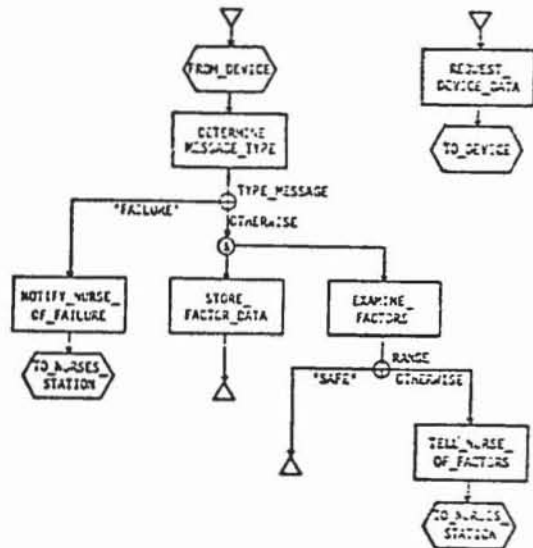 FROM_DEVICE
REQUEST_
DEVICE_DATA
DETERMINE
MESSAGE_TYPE
TO_DEVICE
TYPE_MESSAGE
"FAILURE"
OTHERWISE
&
NOTIFY_NURSE_
OF_FAILURE
STORE_
FACTOR_DATA
EXAMINE_
FACTORS
TO_NURSES_
STATION
RANGE
"SAFE"
OTHERWISE
TELL_NURSE_
OF_FACTORS
TO_NURSES_
STATION